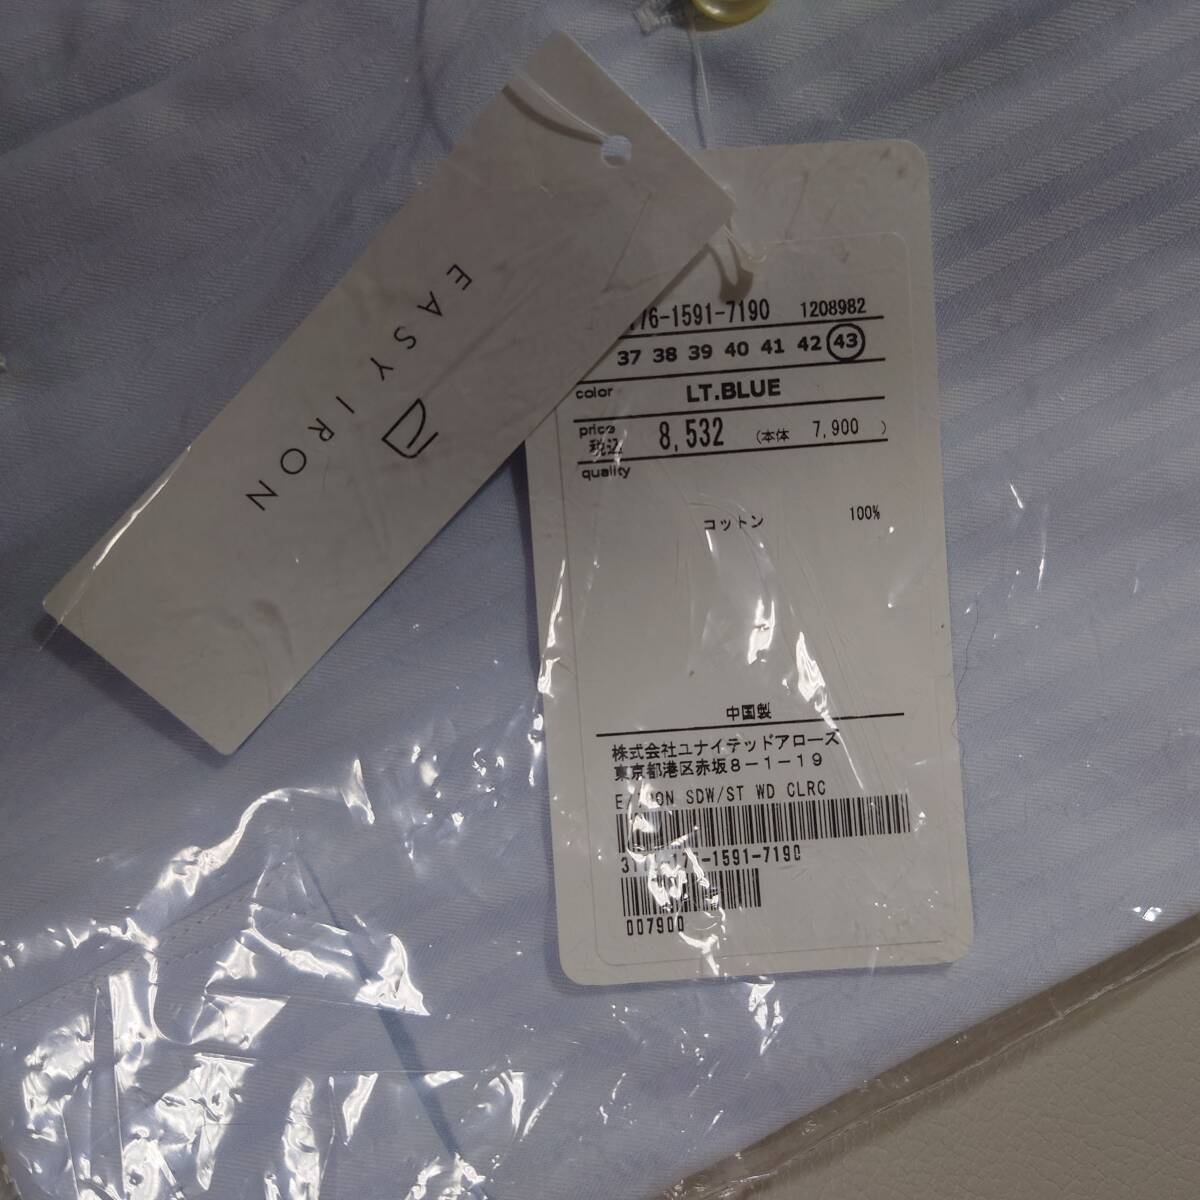 EASY IRON
76-1591-7190 1208982
37 38 39 40 41 42 43
color LT.BLUE
price
税込 8,532 (本体 7,900 )
quality
コットン 100%
中国製
株式会社ユナイテッドアローズ
東京都港区赤坂8-1-19
SDW/ST WD CLRC
-1591-7190
007900